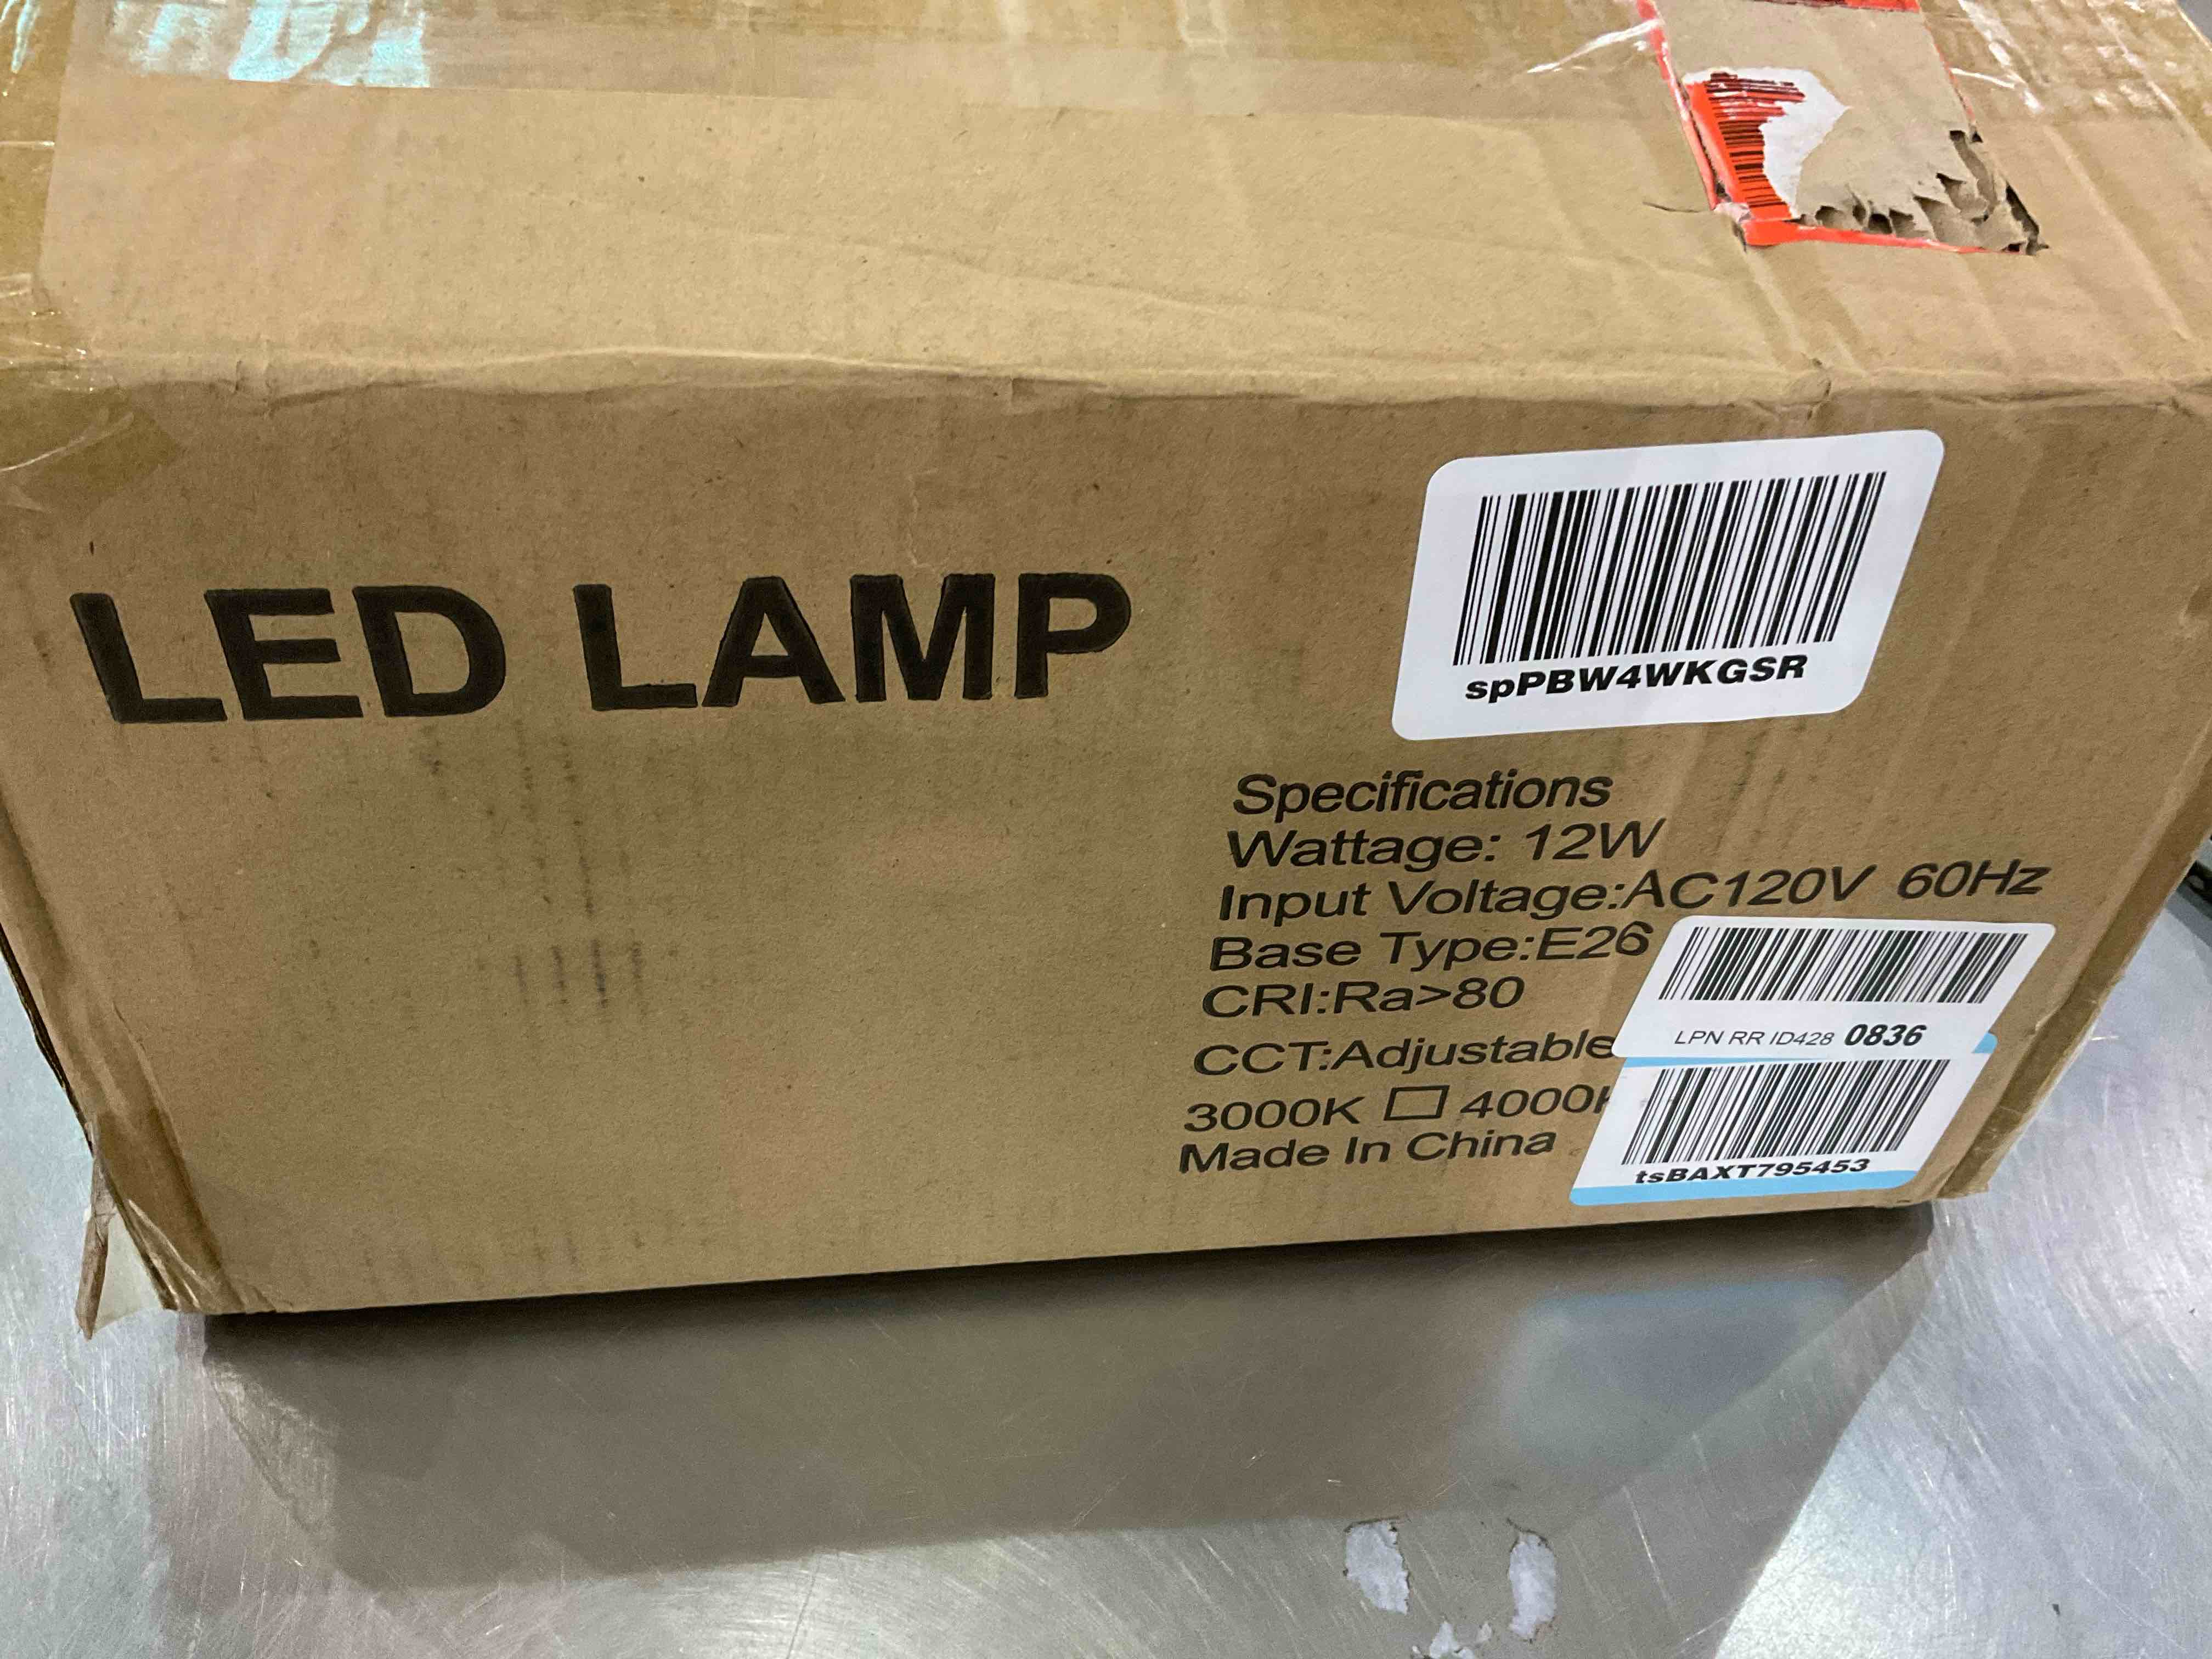 LED LAMP
spPBW4WKGSR
Specifications
Wattage: 12W
Input Voltage:AC120V 60Hz
Base Type:E26
CRI:Ra>80
CCT:Adjustable
3000K □ 4000K
Made In China
LPN RR ID428 0836
tsBAXT795453